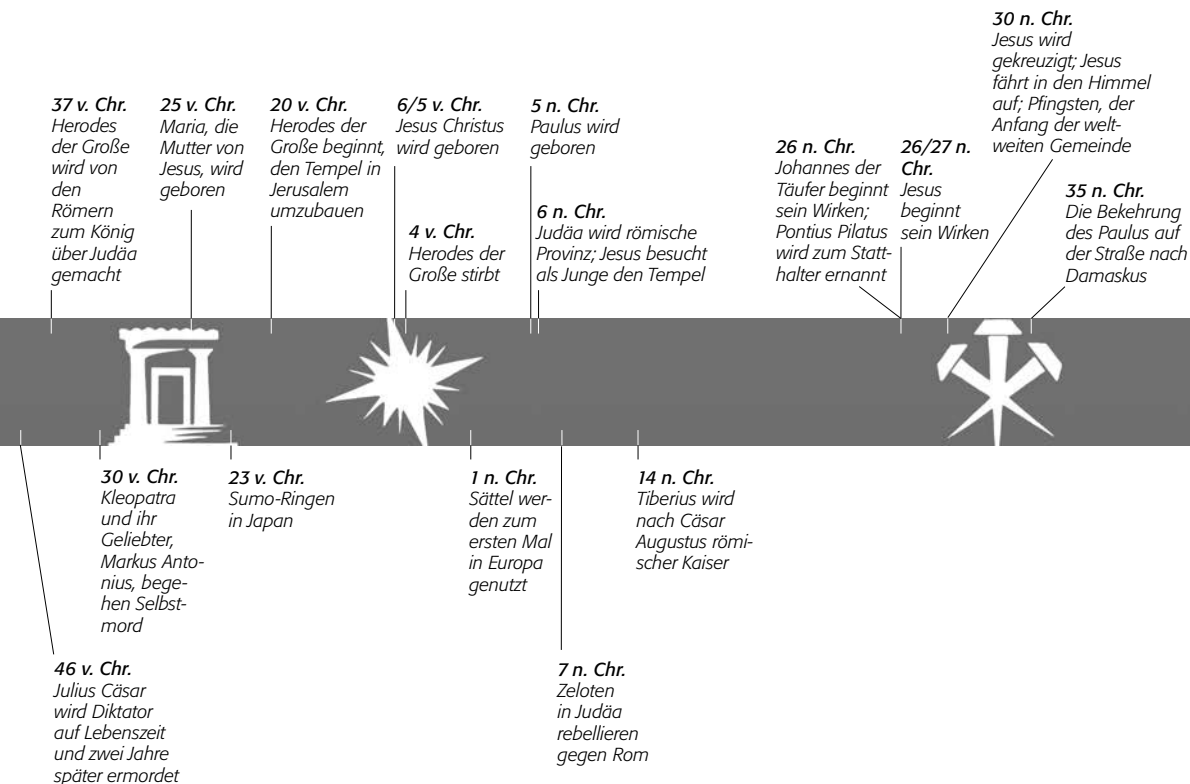 37 v. Chr.
Herodes
der Große
wird von
den
Römern
zum König
über Judäa
gemacht
25 v. Chr.
Maria, die
Mutter von
Jesus, wird
geboren
20 v. Chr.
Herodes der
Große beginnt,
den Tempel in
Jerusalem
umzubauen
6/5 v. Chr.
Jesus Christus
wird geboren
4 v. Chr.
Herodes der
Große stirbt
5 n. Chr.
Paulus wird
geboren
6 n. Chr.
Judäa wird römische
Provinz; Jesus besucht
als Junge den Tempel
26 n. Chr.
Johannes der
Täufer beginnt
sein Wirken;
Pontius Pilatus
wird zum Statt-
halter ernannt
26/27 n.
Chr.
Jesus
beginnt
sein Wirken
30 n. Chr.
Jesus wird
gekreuzigt; Jesus
fährt in den Himmel
auf; Pfingsten, der
Anfang der welt-
weiten Gemeinde
35 n. Chr.
Die Bekehrung
des Paulus auf
der Straße nach
Damaskus
46 v. Chr.
Julius Cäsar
wird Diktator
auf Lebenszeit
und zwei Jahre
später ermordet
30 v. Chr.
Kleopatra
und ihr
Geliebter,
Markus Anto-
nius, bege-
hen Selbst-
mord
23 v. Chr.
Sumo-Ringen
in Japan
1 n. Chr.
Sättel wer-
den zum
ersten Mal
in Europa
genutzt
7 n. Chr.
Zeloten
in Judäa
rebellieren
gegen Rom
14 n. Chr.
Tiberius wird
nach Cäsar
Augustus römi-
scher Kaiser